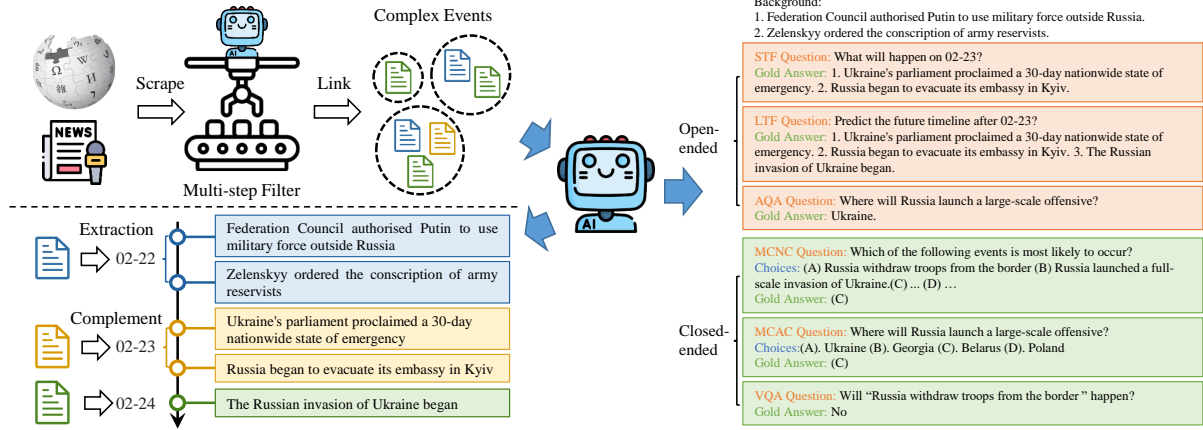 Complex Events
Scrape
Link
Multi-step Filter
NEWS
AI
Extraction
02-22
Federation Council authorised Putin to use
military force outside Russia
Zelenskyy ordered the conscription of army
reservists
Complement
02-23
Ukraine's parliament proclaimed a 30-day
nationwide state of emergency
Russia began to evacuate its embassy in Kyiv
02-24
The Russian invasion of Ukraine began
AI
Background:
1. Federation Council authorised Putin to use military force outside Russia.
2. Zelenskyy ordered the conscription of army reservists.
Open-
ended
STF Question: What will happen on 02-23?
Gold Answer: 1. Ukraine's parliament proclaimed a 30-day nationwide state of
emergency. 2. Russia began to evacuate its embassy in Kyiv.
LTF Question: Predict the future timeline after 02-23?
Gold Answer: 1. Ukraine's parliament proclaimed a 30-day nationwide state of
emergency. 2. Russia began to evacuate its embassy in Kyiv. 3. The Russian
invasion of Ukraine began.
AQA Question: Where will Russia launch a large-scale offensive?
Gold Answer: Ukraine.
Closed-
ended
MCNC Question: Which of the following events is most likely to occur?
Choices: (A) Russia withdraw troops from the border (B) Russia launched a full-
scale invasion of Ukraine.(C) ... (D) …
Gold Answer: (C)
MCAC Question: Where will Russia launch a large-scale offensive?
Choices:(A). Ukraine (B). Georgia (C). Belarus (D). Poland
Gold Answer: (C)
VQA Question: Will “Russia withdraw troops from the border ” happen?
Gold Answer: No